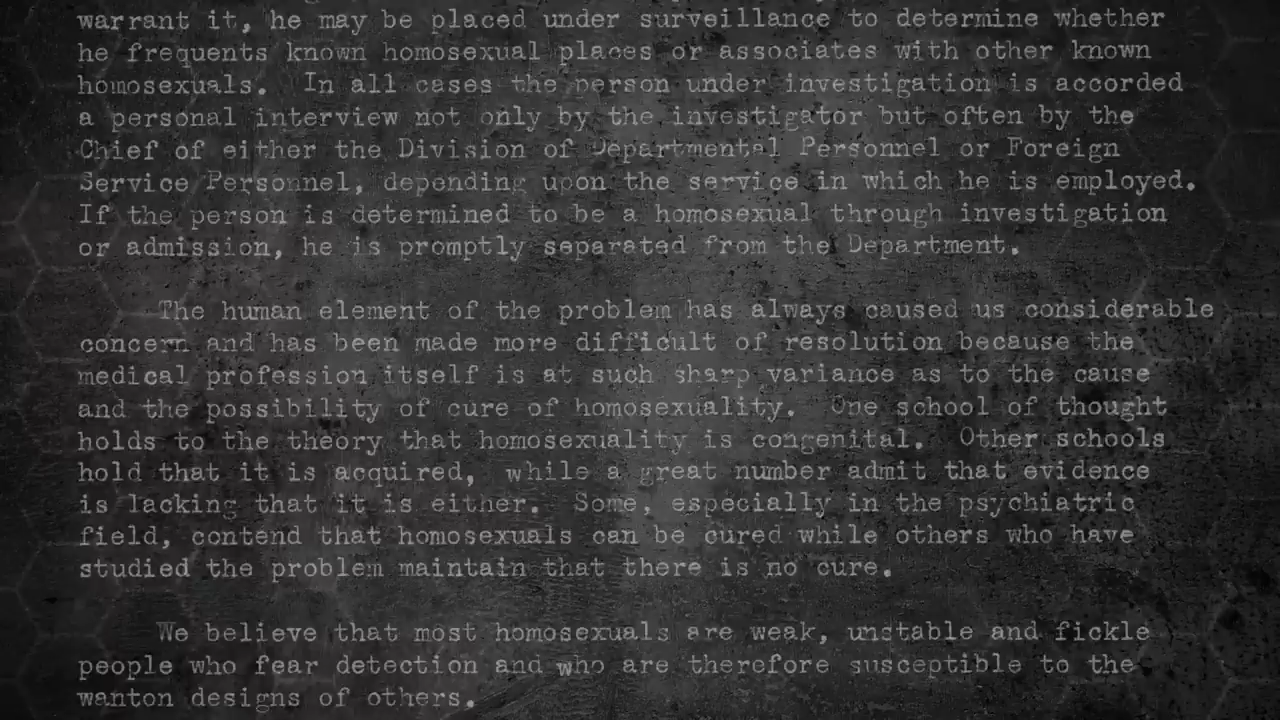 warrant it, he may be placed under surveillance to determine whether
he frequents known homosexual places or associates with other known
homosexuals. In all cases the person under investigation is accorded
a personal interview not only by the investigator but often by the
Chief of either the Division of Departmental Personnel or Foreign
Service Personnel, depending upon the service in which he is employed.
If the person is determined to be a homosexual through investigation
or admission, he is promptly separated from the Department.
The human element of the problem has always caused us considerable
concern and has been made more difficult of resolution because the
medical profession itself is at such sharp variance as to the cause
and the possibility of cure of homosexuality. One school of thought
holds to the theory that homosexuality is congenital. Other schools
hold that it is acquired, while a great number admit that evidence
is lacking that it is either. Some, especially in the psychiatric
field, contend that homosexuals can be cured while others who have
studied the problem maintain that there is no cure.
We believe that most homosexuals are weak, unstable and fickle
people who fear detection and who are therefore susceptible to the
wanton designs of others.